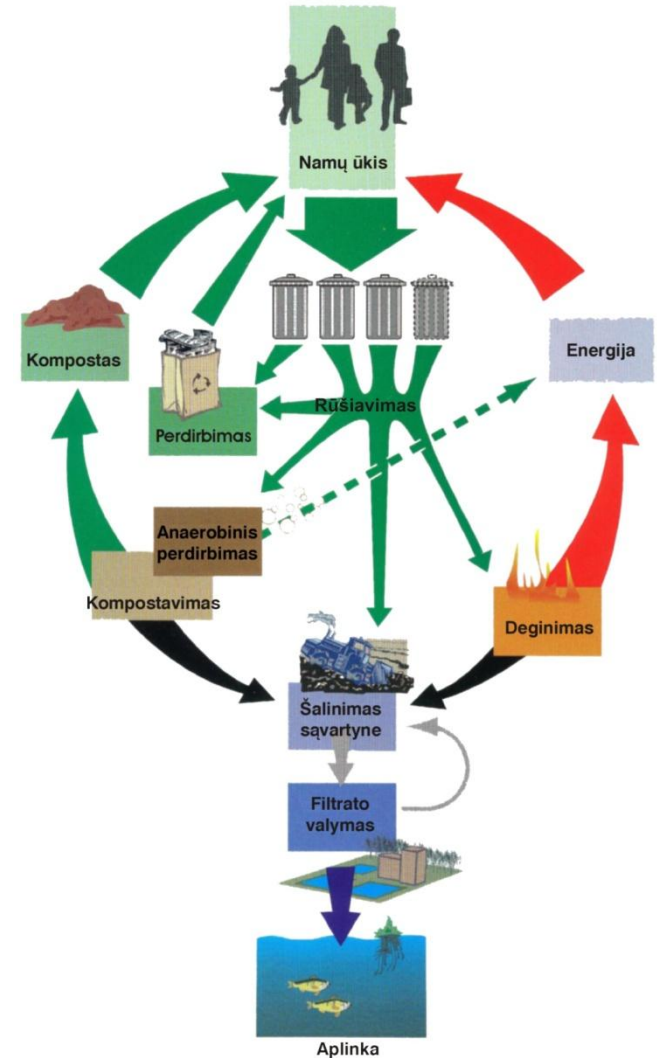 Namų ūkis
Kompostas
Energija
Rūšiavimas
Perdirbimas
Anaerobinis
perdirbimas
Kompostavimas
Deginimas
Šalinimas
sąvartyne
Filtrato
valymas
Aplinka